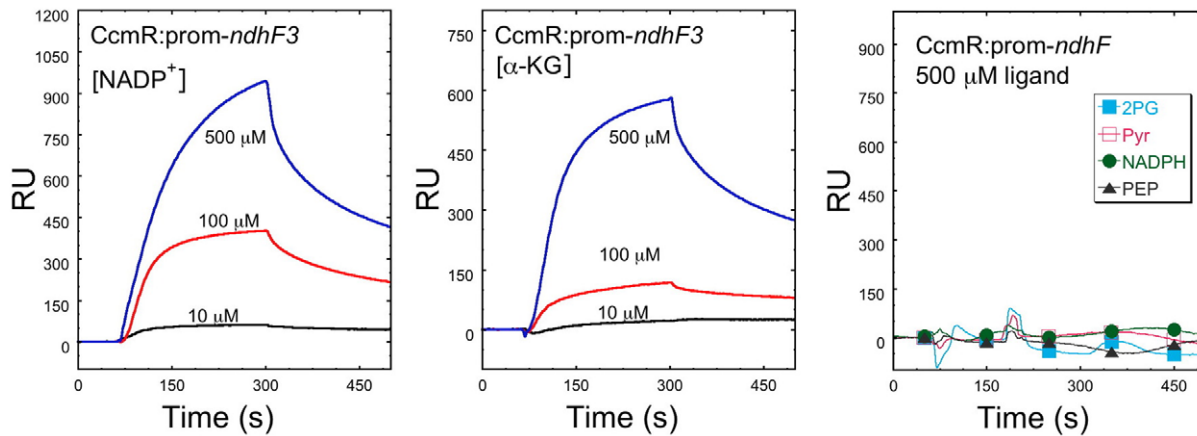 CcmR:prom-ndhF3
[NADP+]
1200
1050
900
750
600
450
300
150
0
RU
500 μM
100 μM
10 μM
0 150 300 450
Time (s)
CcmR:prom-ndhF3
[α-KG]
750
600
450
300
150
0
RU
500 μM
100 μM
10 μM
0 150 300 450
Time (s)
CcmR:prom-ndhF
500 μM ligand
900
750
600
450
300
150
0
RU
2PG
Pyr
NADPH
PEP
0 150 300 450
Time (s)